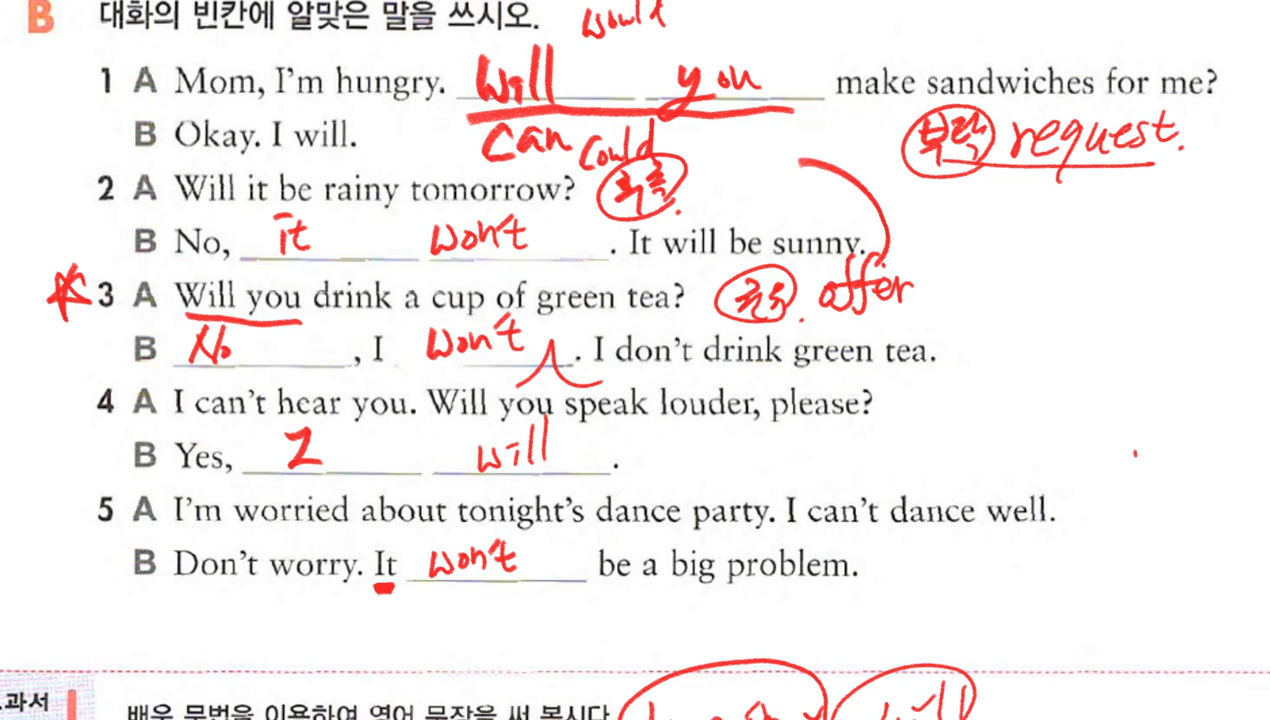 would
B 대화의 빈칸에 알맞은 말을 쓰시오.
1 A Mom, I'm hungry. Will you make sandwiches for me?
can could
부탁 request.
B Okay. I will.
2 A Will it be rainy tomorrow?
B No, it won't. It will be sunny.
3 A Will you drink a cup of green tea? offer
B No, I won't. I don't drink green tea.
4 A I can't hear you. Will you speak louder, please?
B Yes, I will.
5 A I'm worried about tonight's dance party. I can't dance well.
B Don't worry. It won't be a big problem.
과서
배운 문법을 이용하여 영어 문장을 써 봅시다
will